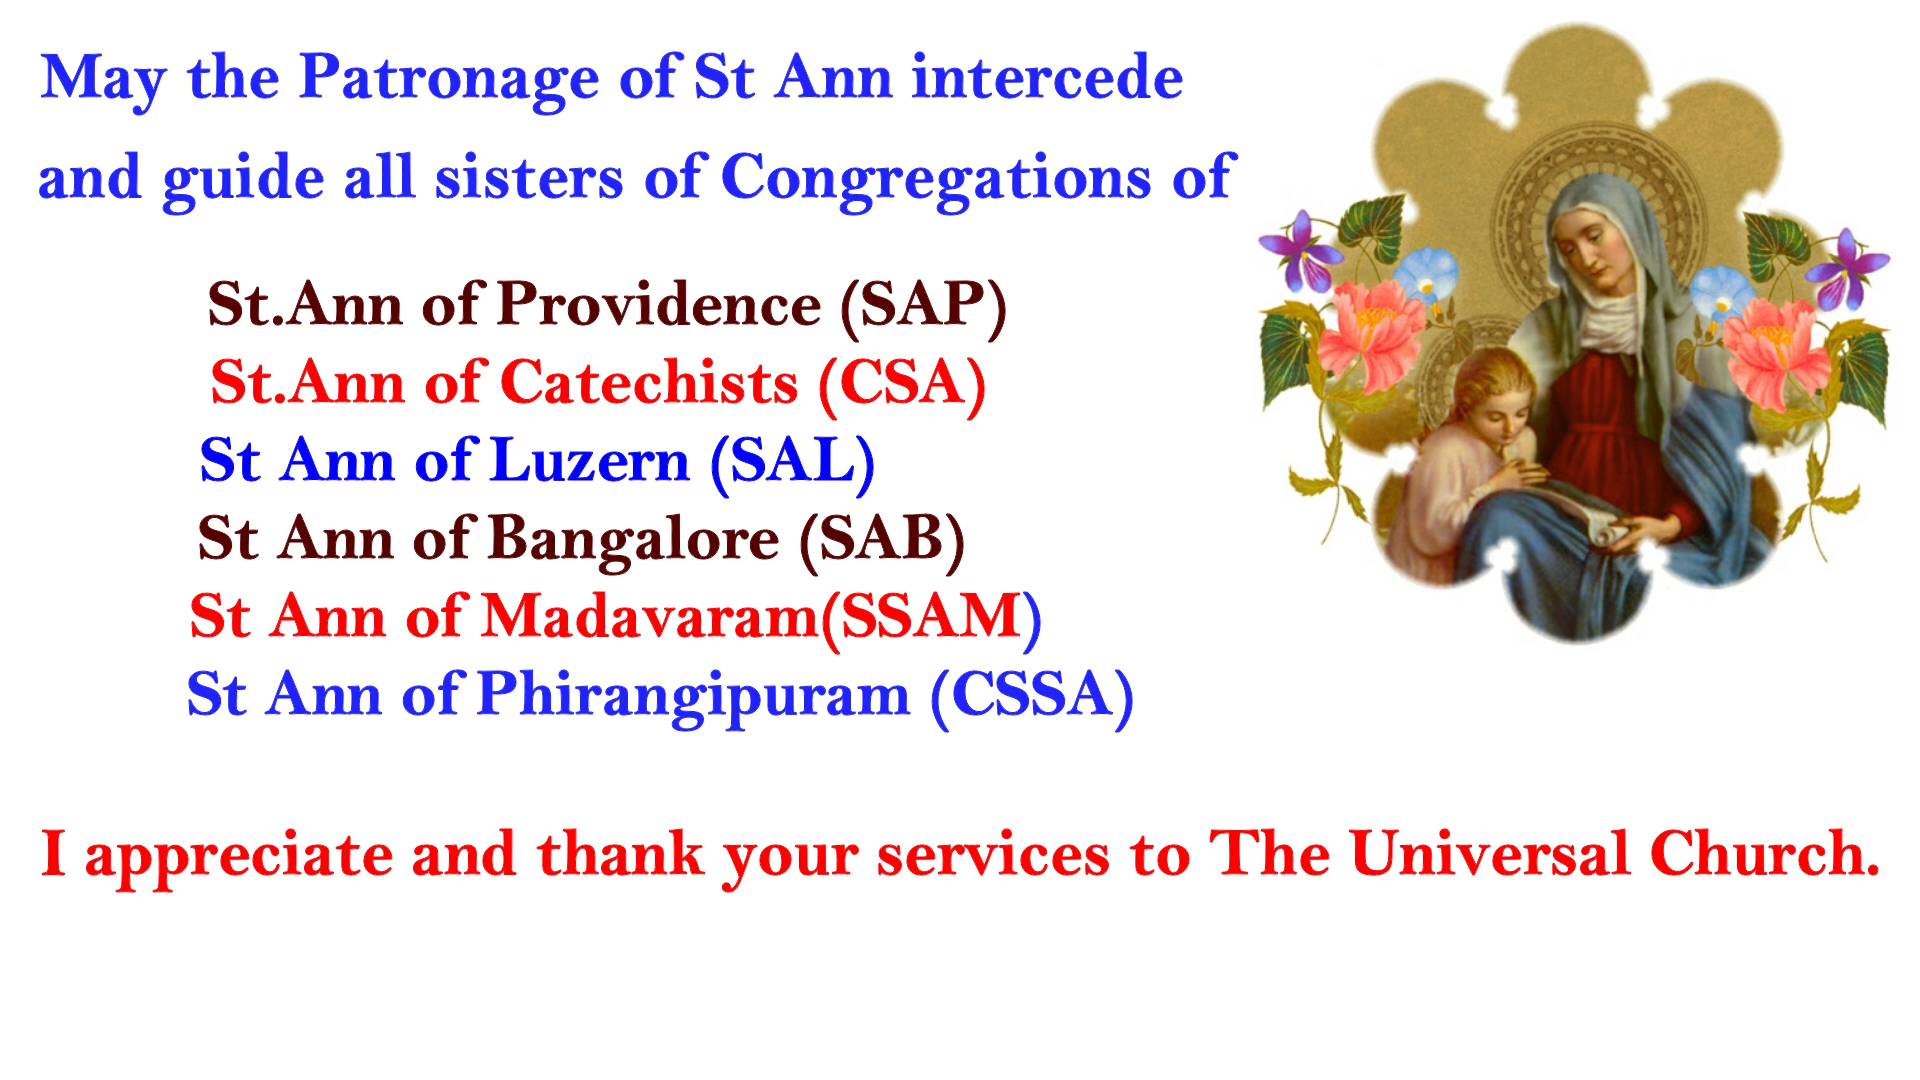 May the Patronage of St Ann intercede
and guide all sisters of Congregations of
St.Ann of Providence (SAP)
St.Ann of Catechists (CSA)
St Ann of Luzern (SAL)
St Ann of Bangalore (SAB)
St Ann of Madavaram(SSAM)
St Ann of Phirangipuram (CSSA)
I appreciate and thank your services to The Universal Church.